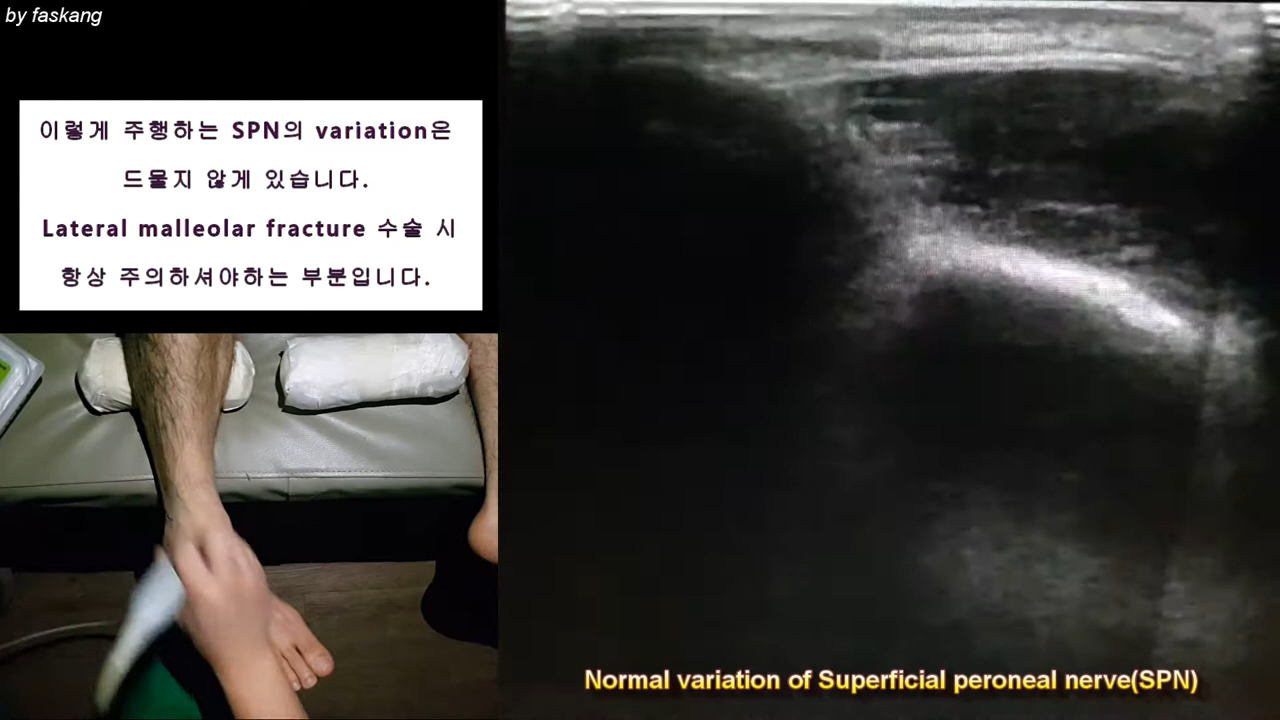 by faskang
이렇게 주행하는 SPN의 variation은
드물지 않게 있습니다.
Lateral malleolar fracture 수술 시
항상 주의하셔야하는 부분입니다.
Normal variation of Superficial peroneal nerve(SPN)